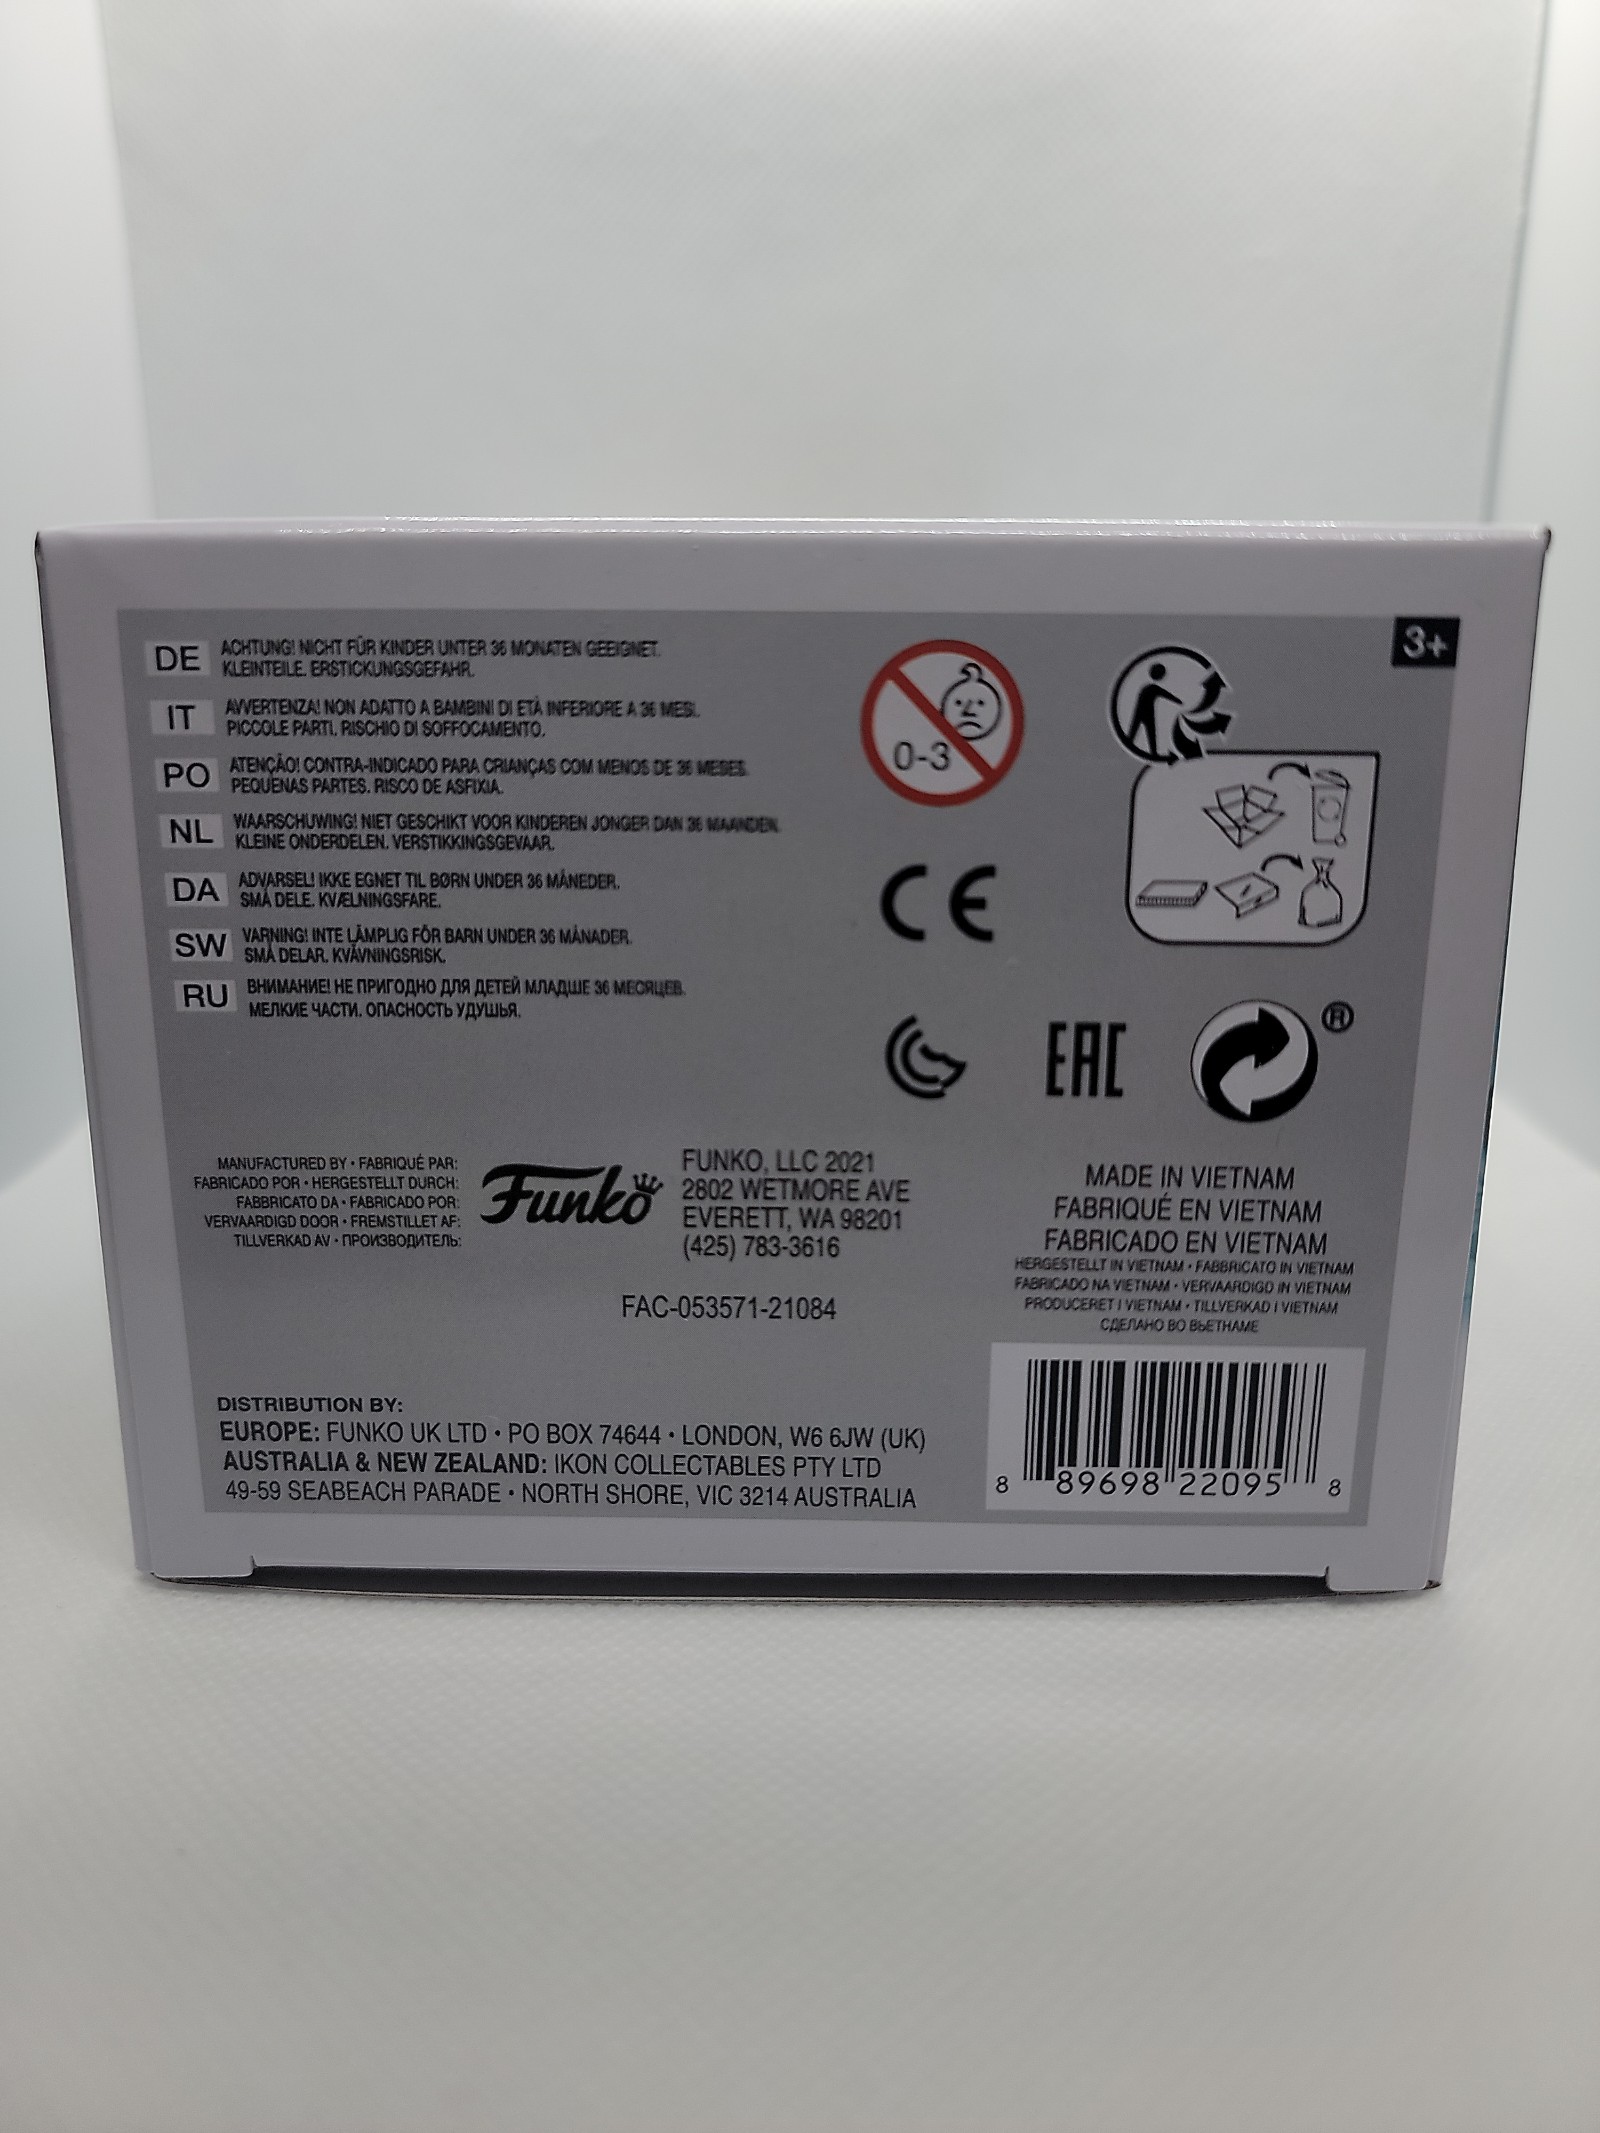 3+
DE
ACHTUNG! NICHT FÜR KINDER UNTER 36 MONATEN GEEIGNET.
KLEINTEILE. ERSTICKUNGSGEFAHR.
IT
AVVERTENZA! NON ADATTO A BAMBINI DI ETÀ INFERIORE A 36 MESI.
PICCOLE PARTI. RISCHIO DI SOFFOCAMENTO.
PO
ATENÇÃO! CONTRA-INDICADO PARA CRIANÇAS COM MENOS DE 36 MESES.
PEQUENAS PARTES. RISCO DE ASFIXIA.
NL
WAARSCHUWING! NIET GESCHIKT VOOR KINDEREN JONGER DAN 36 MAANDEN.
KLEINE ONDERDELEN. VERSTIKKINGSGEVAAR.
DA
ADVARSEL! IKKE EGNET TIL BØRN UNDER 36 MÅNEDER.
SMÅ DELE. KVÆLNINGSFARE.
SW
VARNING! INTE LÄMPLIG FÖR BARN UNDER 36 MÅNADER.
SMÅ DELAR. KVÄVNINGSRISK.
RU
ВНИМАНИЕ! НЕ ПРИГОДНО ДЛЯ ДЕТЕЙ МЛАДШЕ 36 МЕСЯЦЕВ.
МЕЛКИЕ ЧАСТИ. ОПАСНОСТЬ УДУШЬЯ.
0-3
CE
EAC
®
MANUFACTURED BY • FABRIQUÉ PAR:
FABRICADO POR • HERGESTELLT DURCH:
FABBRICATO DA • FABRICADO POR:
VERVAARDIGD DOOR • FREMSTILLET AF:
TILLVERKAD AV • ПРОИЗВОДИТЕЛЬ:
Funko
FUNKO, LLC 2021
2802 WETMORE AVE
EVERETT, WA 98201
(425) 783-3616
FAC-053571-21084
MADE IN VIETNAM
FABRIQUÉ EN VIETNAM
FABRICADO EN VIETNAM
HERGESTELLT IN VIETNAM • FABBRICATO IN VIETNAM
FABRICADO NA VIETNAM • VERVAARDIGD IN VIETNAM
PRODUCERET I VIETNAM • TILLVERKAD I VIETNAM
СДЕЛАНО ВО ВЬЕТНАМЕ
DISTRIBUTION BY:
EUROPE: FUNKO UK LTD • PO BOX 74644 • LONDON, W6 6JW (UK)
AUSTRALIA & NEW ZEALAND: IKON COLLECTABLES PTY LTD
49-59 SEABEACH PARADE • NORTH SHORE, VIC 3214 AUSTRALIA
8 89698 22095 8